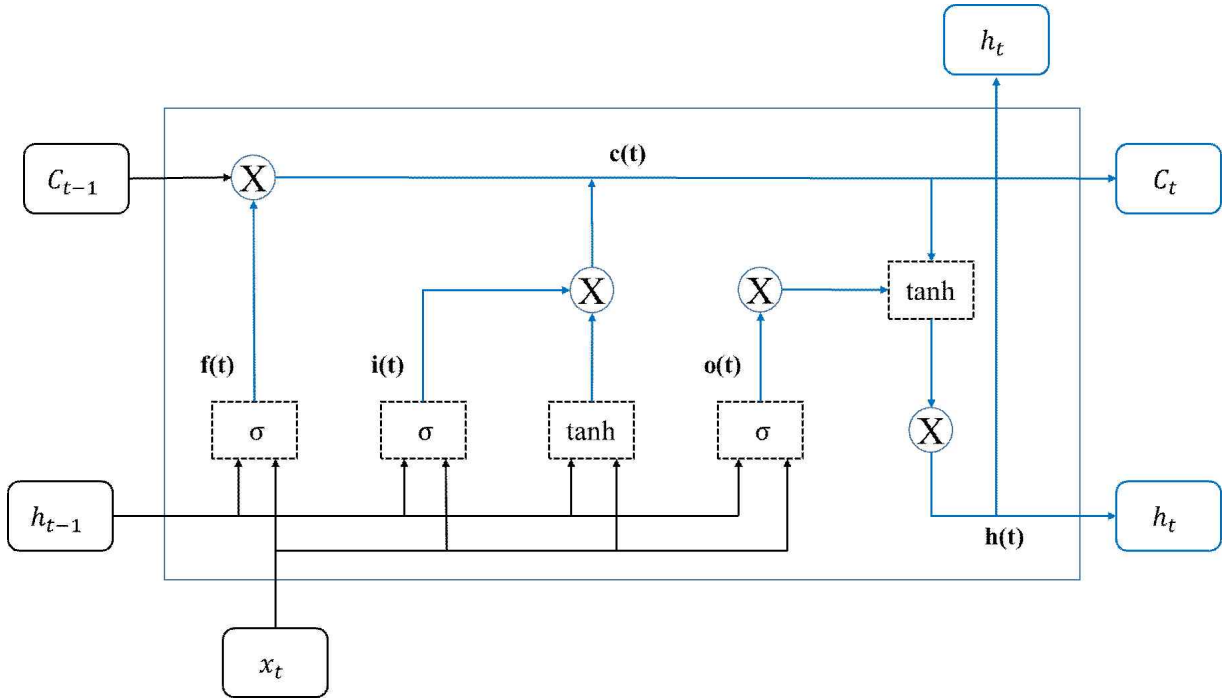 h_t
c(t)
C_{t-1}
X
C_t
X
X
tanh
f(t)
i(t)
o(t)
σ
σ
tanh
σ
X
h_{t-1}
h_t
h(t)
x_t